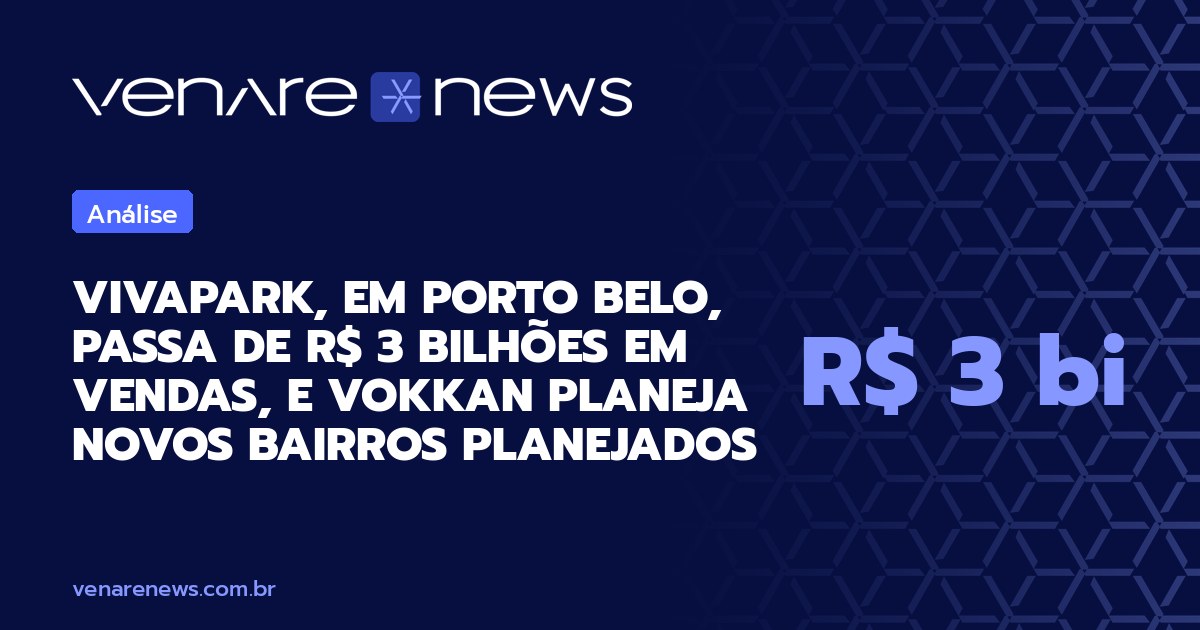 venare news
Análise
VIVAPARK, EM PORTO BELO,
PASSA DE R$ 3 BILHÕES EM
VENDAS, E VOKKAN PLANEJA
NOVOS BAIRROS PLANEJADOS
R$ 3 bi
venarenews.com.br